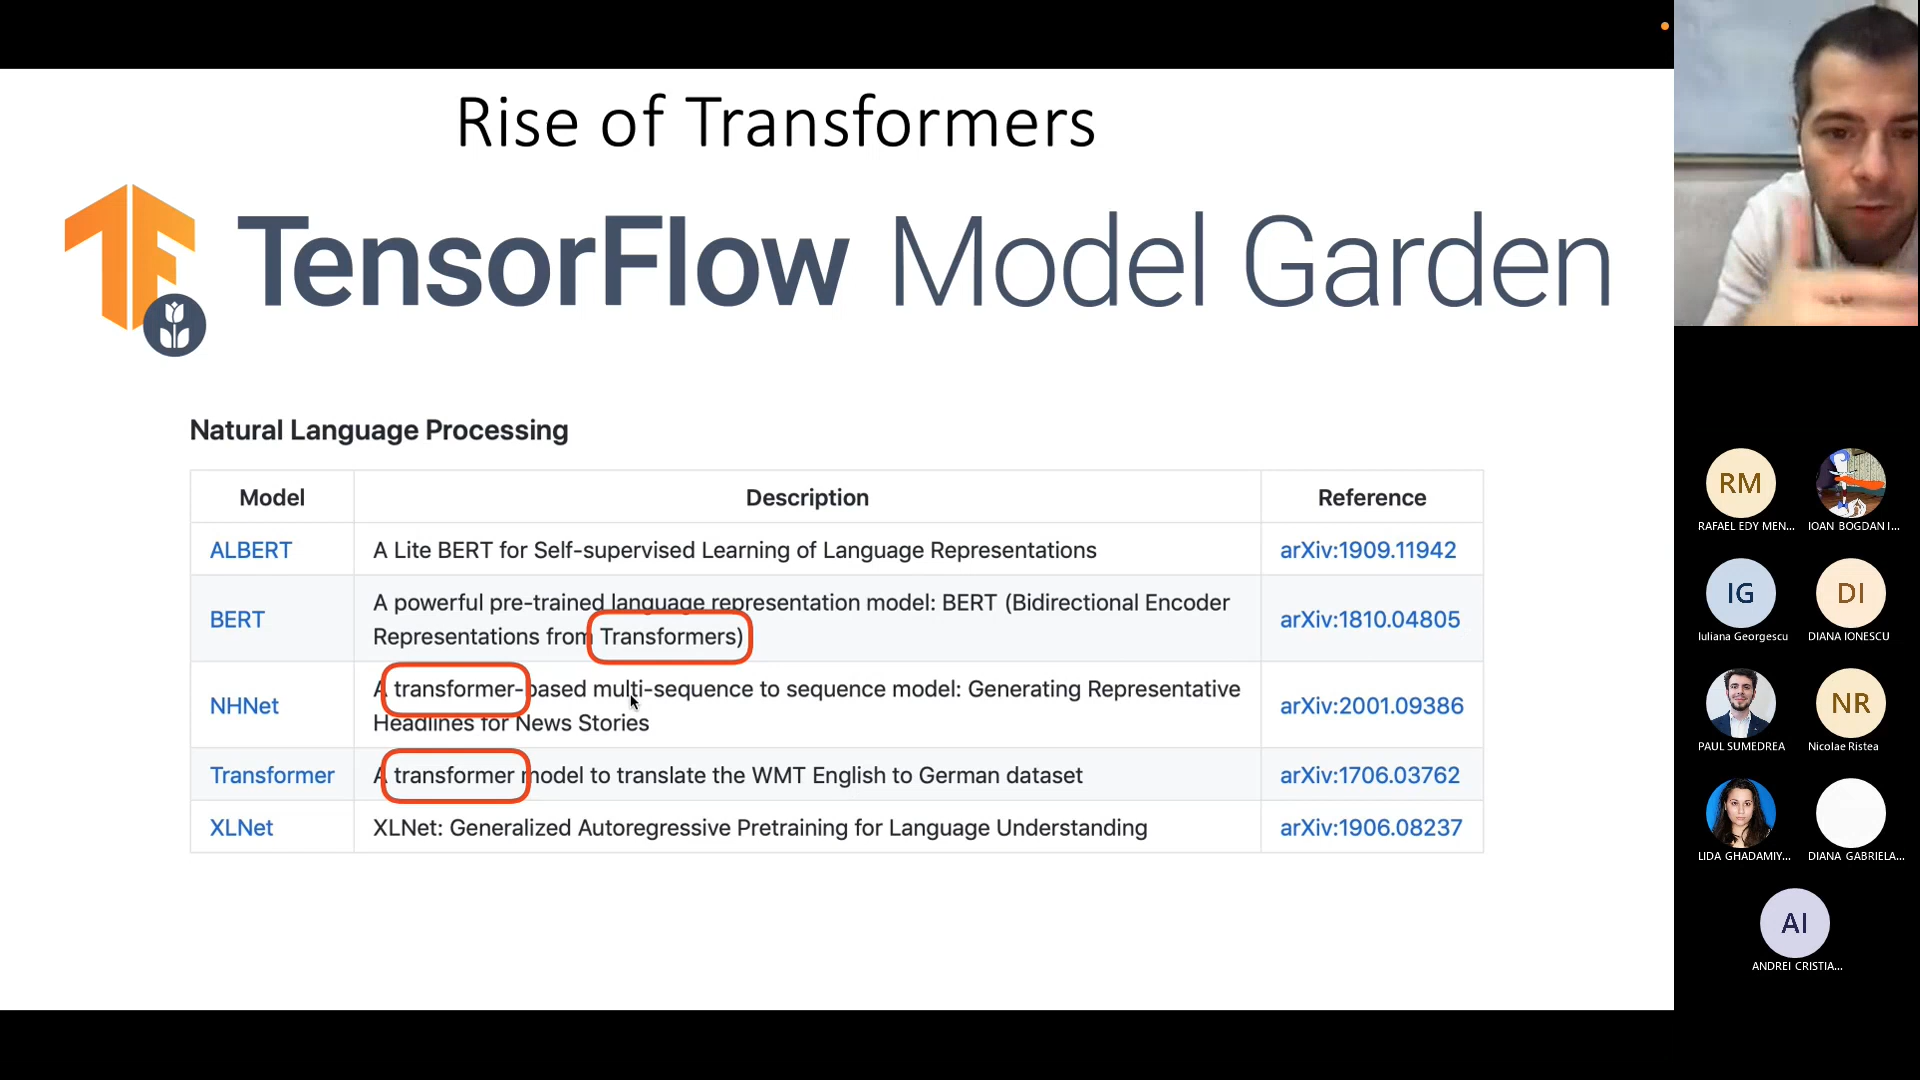 Rise of Transformers
TensorFlow Model Garden
Natural Language Processing
Model Description Reference
ALBERT A Lite BERT for Self-supervised Learning of Language Representations arXiv:1909.11942
BERT A powerful pre-trained language representation model: BERT (Bidirectional Encoder
Representations from Transformers) arXiv:1810.04805
NHNet A transformer-based multi-sequence to sequence model: Generating Representative
Headlines for News Stories arXiv:2001.09386
Transformer A transformer model to translate the WMT English to German dataset arXiv:1706.03762
XLNet XLNet: Generalized Autoregressive Pretraining for Language Understanding arXiv:1906.08237
RM
RAFAEL EDY MEN...
IOAN BOGDAN I...
IG
Iuliana Georgescu
DI
DIANA IONESCU
PAUL SUMEDREA
NR
Nicolae Ristea
LIDA GHADAMIY...
DIANA GABRIELA...
AI
ANDREI CRISTIA...